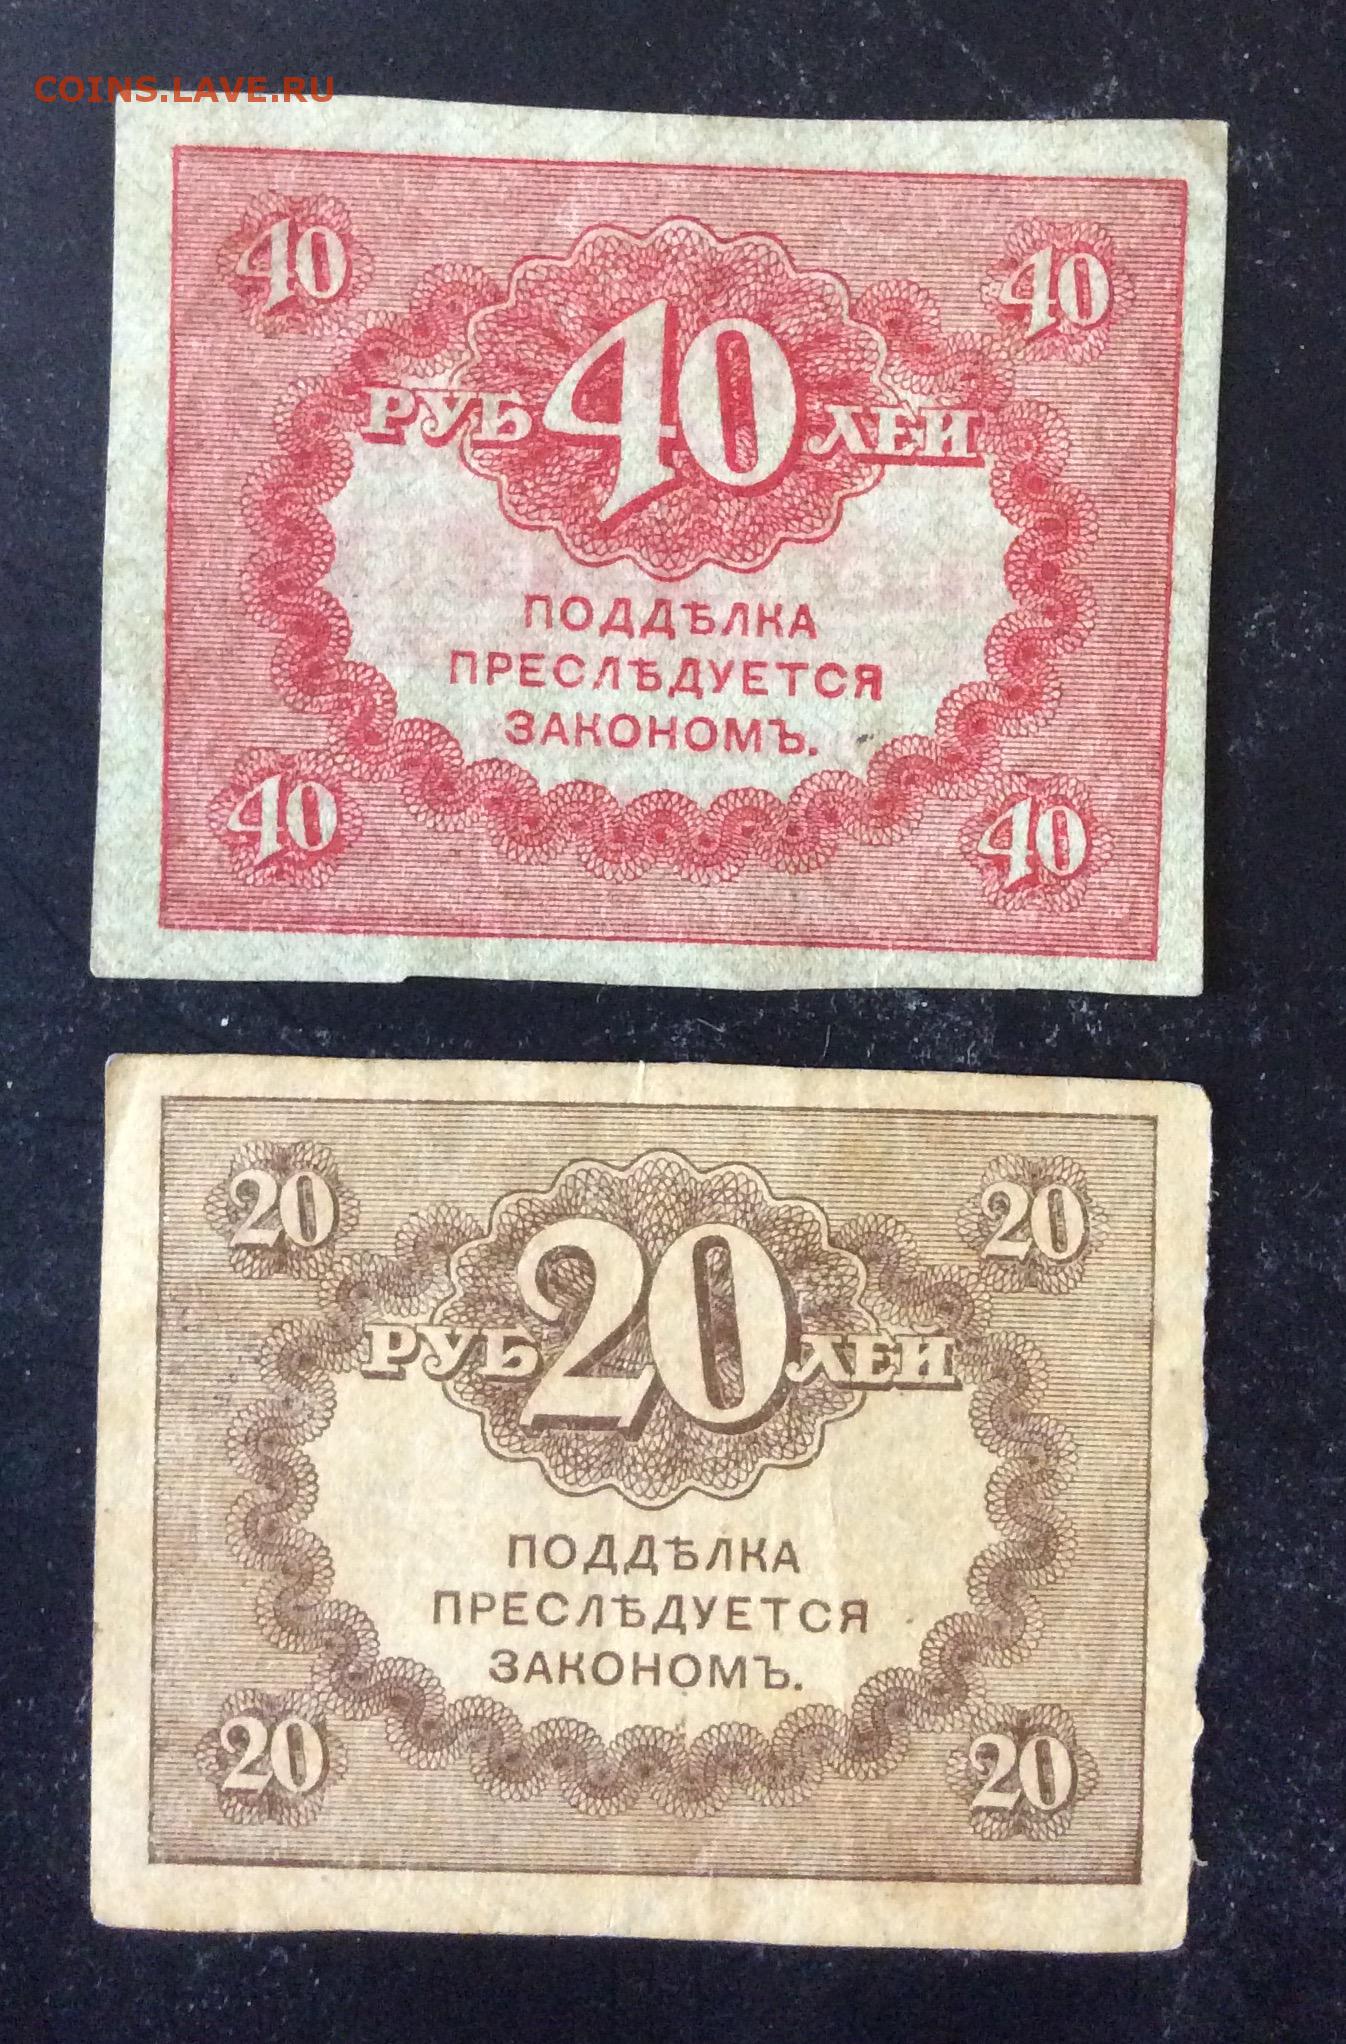 COINS.LAVE.RU
40 40
РУБ 40 ЛЕЙ
ПОДДѢЛКА
ПРЕСЛѢДУЕТСЯ
ЗАКОНОМЪ.
40 40
20 20
РУБ 20 ЛЕЙ
ПОДДѢЛКА
ПРЕСЛѢДУЕТСЯ
ЗАКОНОМЪ.
20 20